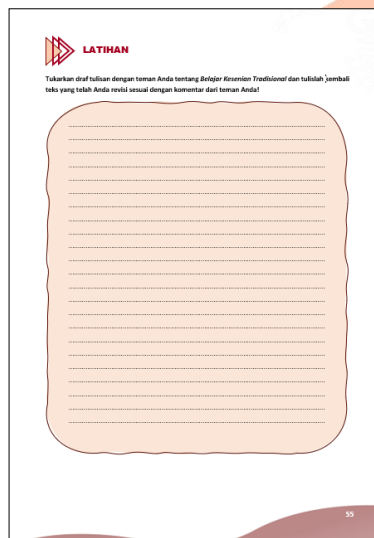 LATIHAN
Tukarkan draf tulisan dengan teman Anda tentang Belajar Kesenian Tradisional dan tulislah kembali
teks yang telah Anda revisi sesuai dengan komentar dari teman Anda!
55